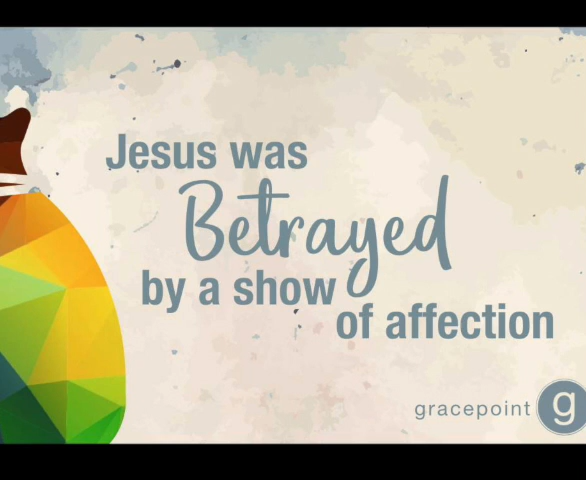 Jesus was
Betrayed
by a show
of affection
gracepoint g